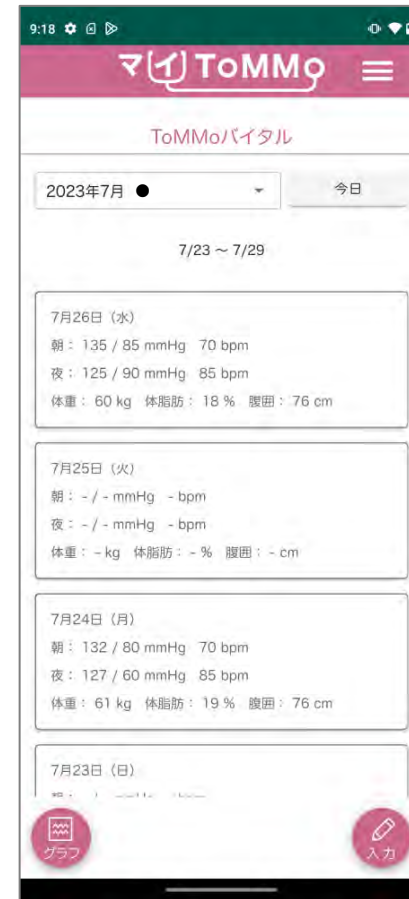 9:18
マイToMMo
ToMMoバイタル
2023年7月 ●
今日
7/23 ～ 7/29
7月26日（水）
朝： 135 / 85 mmHg 70 bpm
夜： 125 / 90 mmHg 85 bpm
体重： 60 kg 体脂肪： 18 % 腹囲： 76 cm
7月25日（火）
朝： - / - mmHg - bpm
夜： - / - mmHg - bpm
体重： - kg 体脂肪： - % 腹囲： - cm
7月24日（月）
朝： 132 / 80 mmHg 70 bpm
夜： 127 / 60 mmHg 85 bpm
体重： 61 kg 体脂肪： 19 % 腹囲： 76 cm
7月23日（日）
グラフ
入力